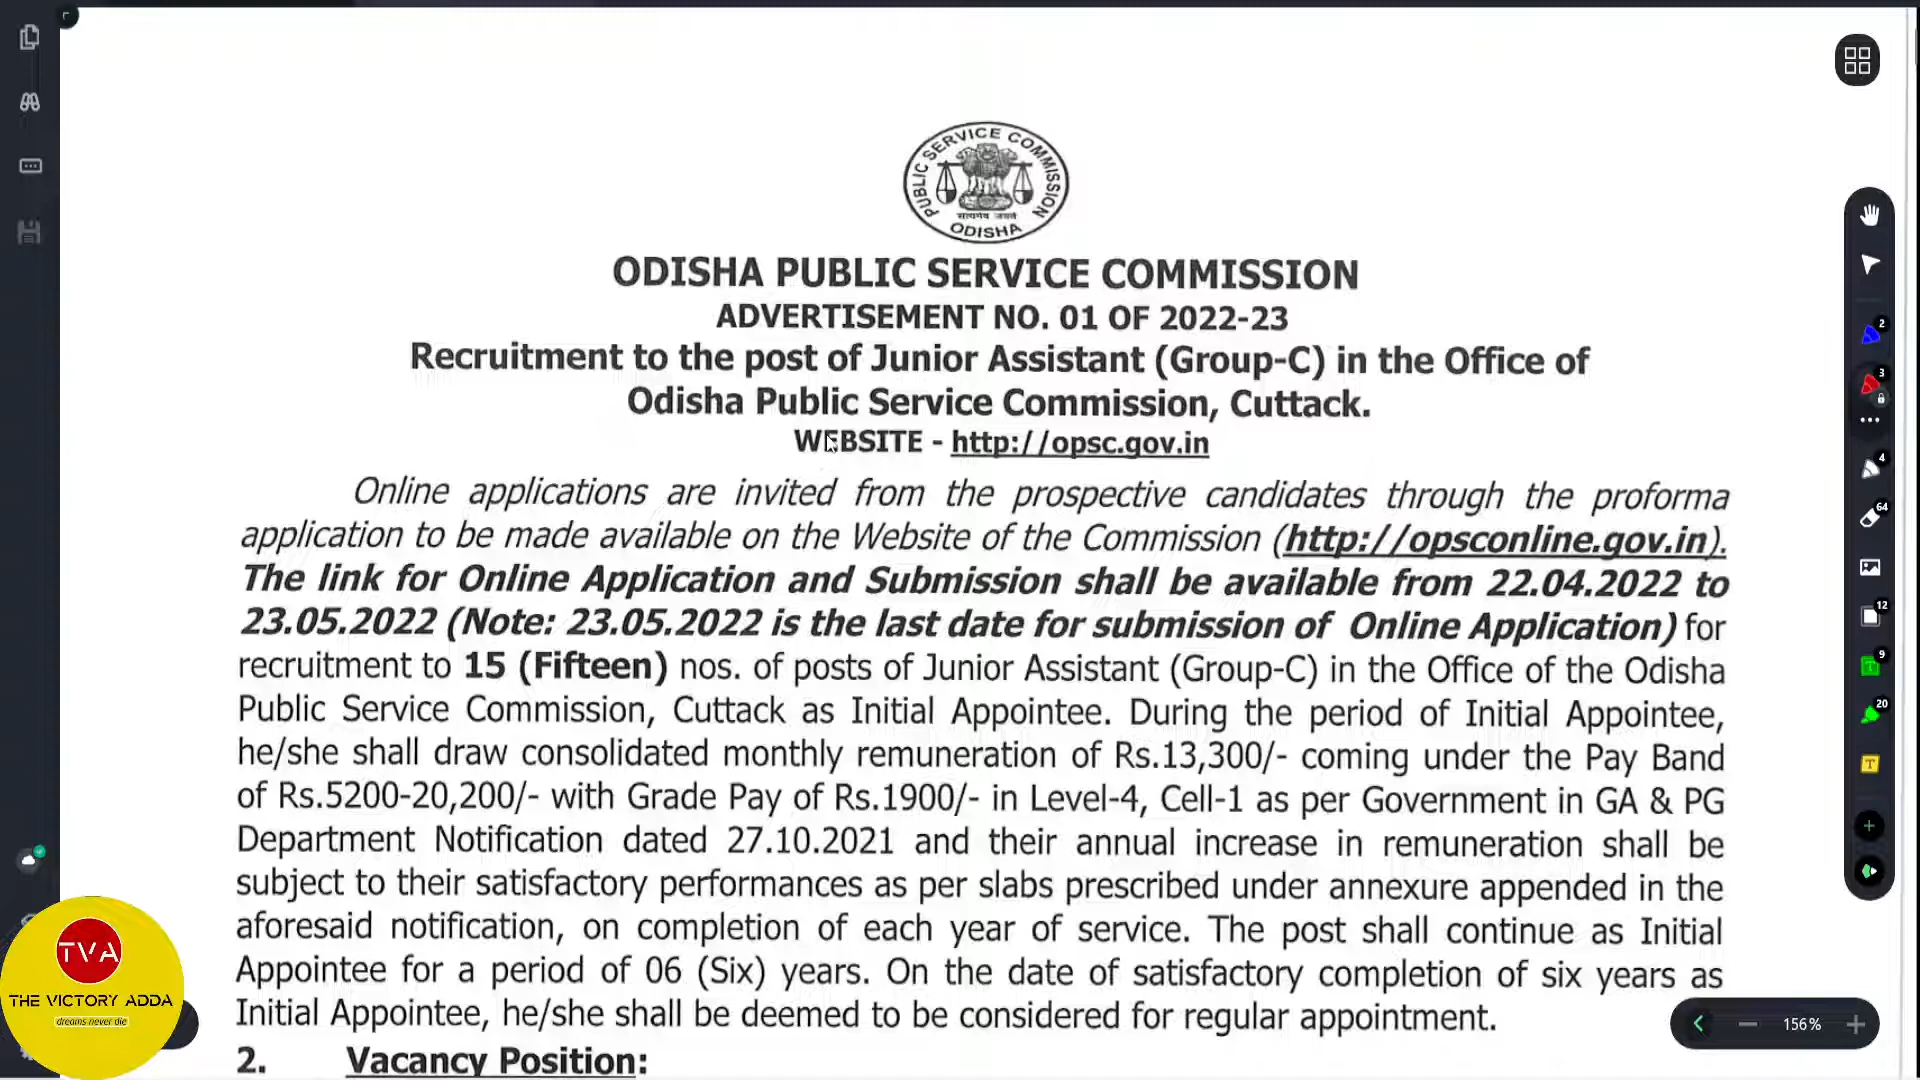 PUBLIC SERVICE COMMISSION
सत्यमेव जयते
ODISHA
ODISHA PUBLIC SERVICE COMMISSION
ADVERTISEMENT NO. 01 OF 2022-23
Recruitment to the post of Junior Assistant (Group-C) in the Office of
Odisha Public Service Commission, Cuttack.
WEBSITE - http://opsc.gov.in
Online applications are invited from the prospective candidates through the proforma
application to be made available on the Website of the Commission (http://opsconline.gov.in).
The link for Online Application and Submission shall be available from 22.04.2022 to
23.05.2022 (Note: 23.05.2022 is the last date for submission of Online Application) for
recruitment to 15 (Fifteen) nos. of posts of Junior Assistant (Group-C) in the Office of the Odisha
Public Service Commission, Cuttack as Initial Appointee. During the period of Initial Appointee,
he/she shall draw consolidated monthly remuneration of Rs.13,300/- coming under the Pay Band
of Rs.5200-20,200/- with Grade Pay of Rs.1900/- in Level-4, Cell-1 as per Government in GA & PG
Department Notification dated 27.10.2021 and their annual increase in remuneration shall be
subject to their satisfactory performances as per slabs prescribed under annexure appended in the
aforesaid notification, on completion of each year of service. The post shall continue as Initial
Appointee for a period of 06 (Six) years. On the date of satisfactory completion of six years as
Initial Appointee, he/she shall be deemed to be considered for regular appointment.
2. Vacancy Position:
2
3
4
64
12
9
T
20
T
156%
TVA
THE VICTORY ADDA
dreams never die